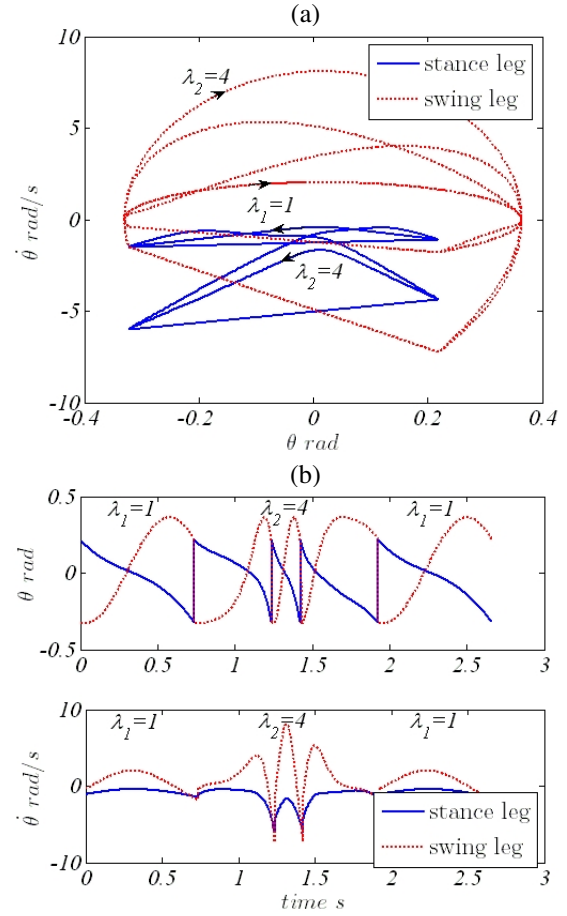 (a)
10
5
0
-5
-10
θ̇ rad/s
λ₂=4
λ₁=1
λ₂=4
stance leg
swing leg
-0.4
-0.2
0
0.2
0.4
θ rad
(b)
0.5
0
-0.5
θ rad
λ₁=1
λ₂=4
λ₁=1
0
0.5
1
1.5
2
2.5
3
10
0
-10
θ̇ rad/s
λ₁=1
λ₂=4
λ₁=1
stance leg
swing leg
0
0.5
1
1.5
2
2.5
3
time s